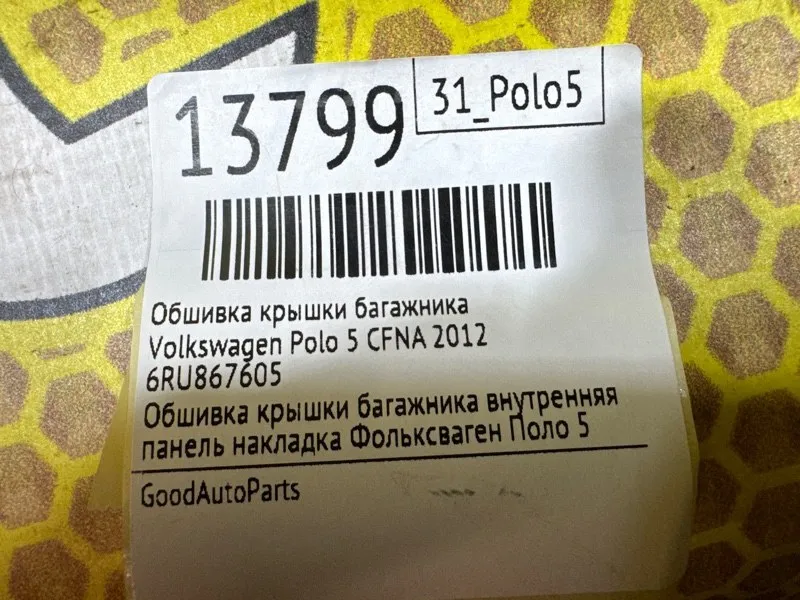 13799
31_Polo5
Обшивка крышки багажника
Volkswagen Polo 5 CFNA 2012
6RU867605
Обшивка крышки багажника внутренняя
панель накладка Фольксваген Поло 5
GoodAutoParts